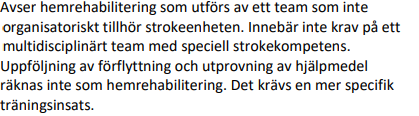 Avser hemrehabilitering som utförs av ett team som inte
organisatoriskt tillhör strokeenheten. Innebär inte krav på ett
multidisciplinärt team med speciell strokekompetens.
Uppföljning av förflyttning och utprovning av hjälpmedel
räknas inte som hemrehabilitering. Det krävs en mer specifik
träningsinsats.